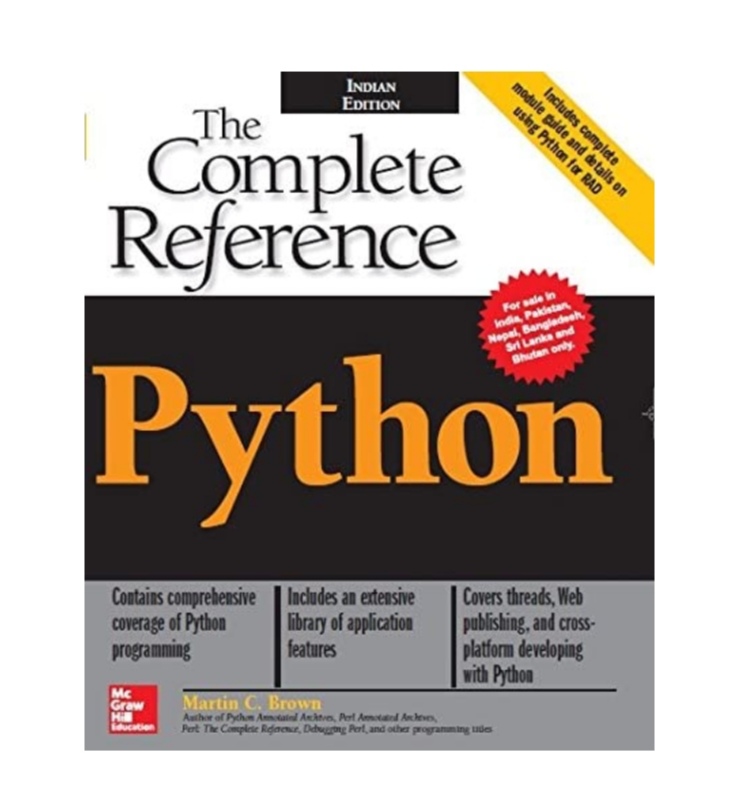 INDIAN
EDITION
Includes complete
module guide and details on
using Python for RAD
The
Complete
Reference
For sale in
India, Pakistan,
Nepal, Bangladesh,
Sri Lanka and
Bhutan only.
Python
Contains comprehensive
coverage of Python
programming
Includes an extensive
library of application
features
Covers threads, Web
publishing, and cross-
platform developing
with Python
Mc
Graw
Hill
Education
Martin C. Brown
Author of Python Annotated Archives, Perl Annotated Archives,
Perl: The Complete Reference, Debugging Perl, and other programming titles